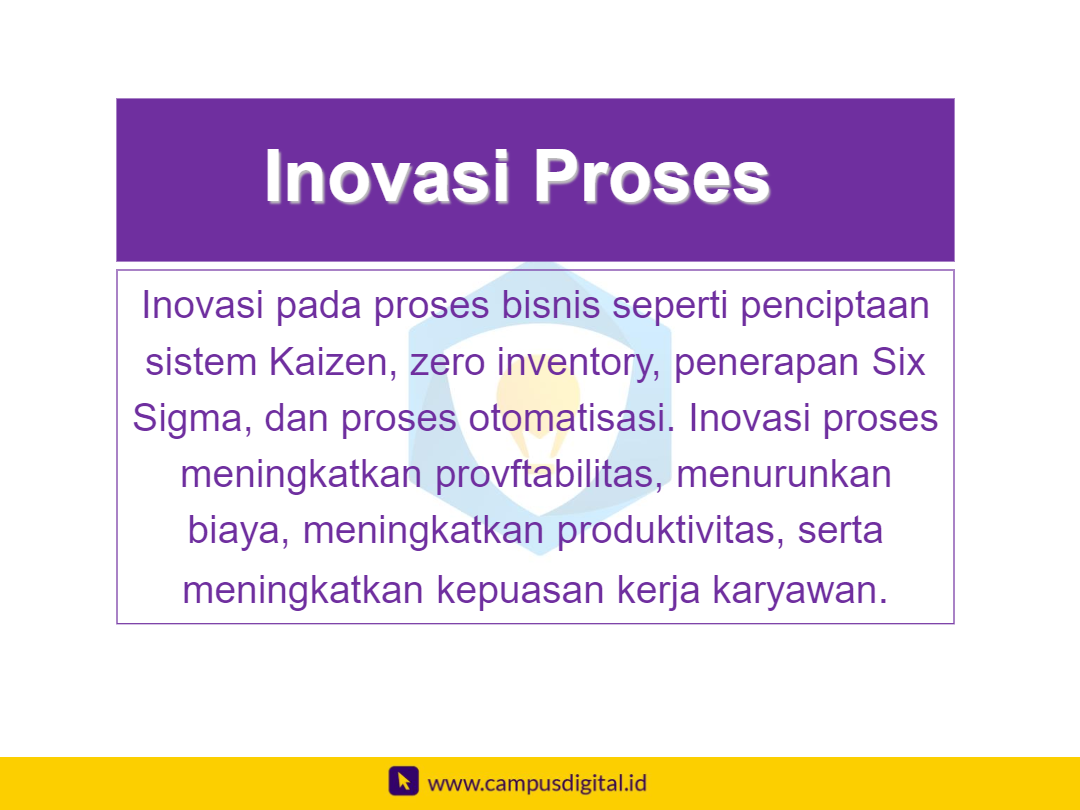 Inovasi Proses
Inovasi pada proses bisnis seperti penciptaan
sistem Kaizen, zero inventory, penerapan Six
Sigma, dan proses otomatisasi. Inovasi proses
meningkatkan provftabilitas, menurunkan
biaya, meningkatkan produktivitas, serta
meningkatkan kepuasan kerja karyawan.
www.campusdigital.id